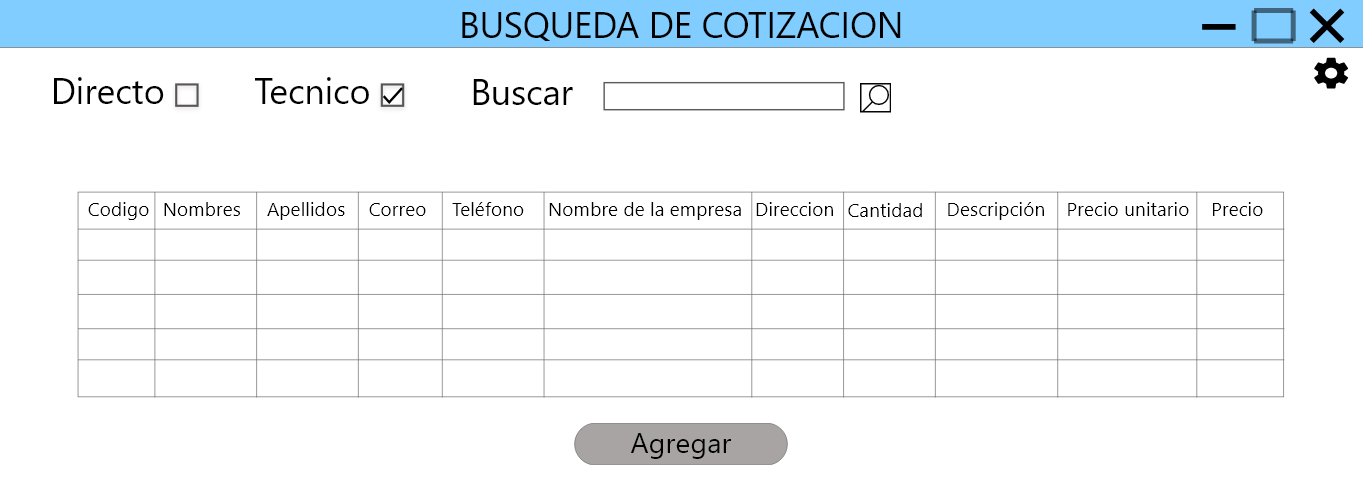 BUSQUEDA DE COTIZACION
Directo Tecnico Buscar
Codigo Nombres Apellidos Correo Teléfono Nombre de la empresa Direccion Cantidad Descripción Precio unitario Precio
Agregar